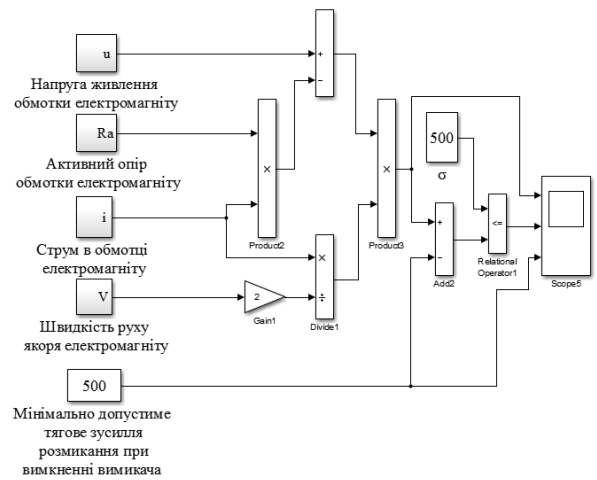 u
+
−
Напруга живлення
обмотки електромагніту
Ra
×
×
500
Активний опір
обмотки електромагніту
σ
i
+
−
<=
Product2
Product3
Струм в обмотці
електромагніту
×
÷
Relational
Operator1
Add2
Scope5
V
2
Gain1
Divide1
Швидкість руху
якоря електромагніту
500
Мінімально допустиме
тягове зусилля
розмикання при
вимкненні вимикача